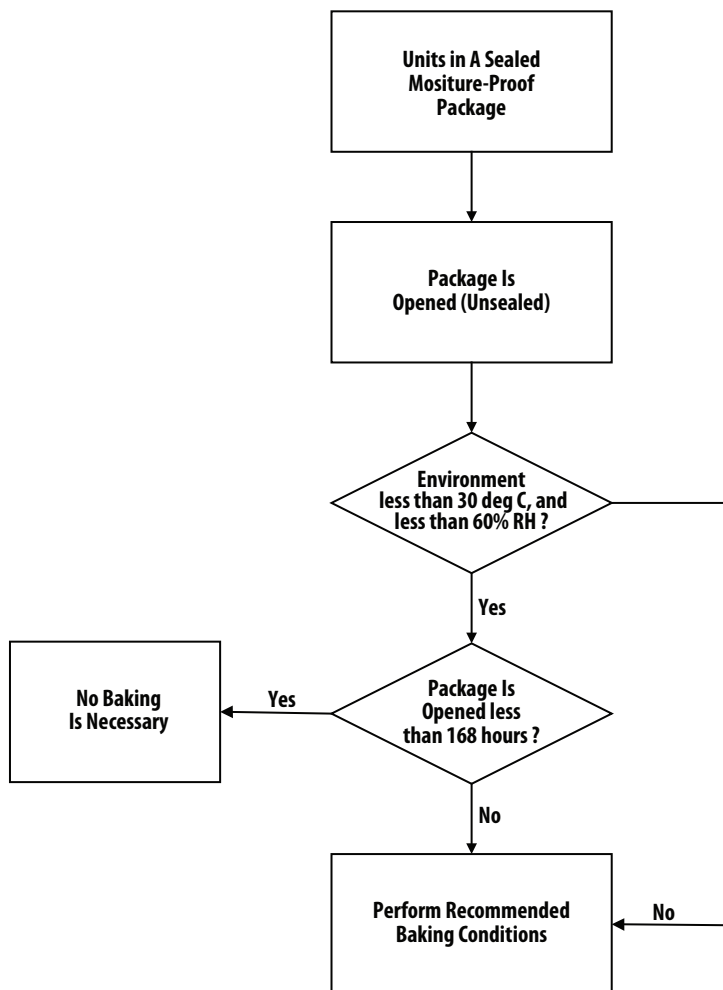 Units in A Sealed
Mositure-Proof
Package
Package Is
Opened (Unsealed)
Environment
less than 30 deg C, and
less than 60% RH ?
Yes
No Baking
Is Necessary
Yes
Package Is
Opened less
than 168 hours ?
No
Perform Recommended
Baking Conditions
No